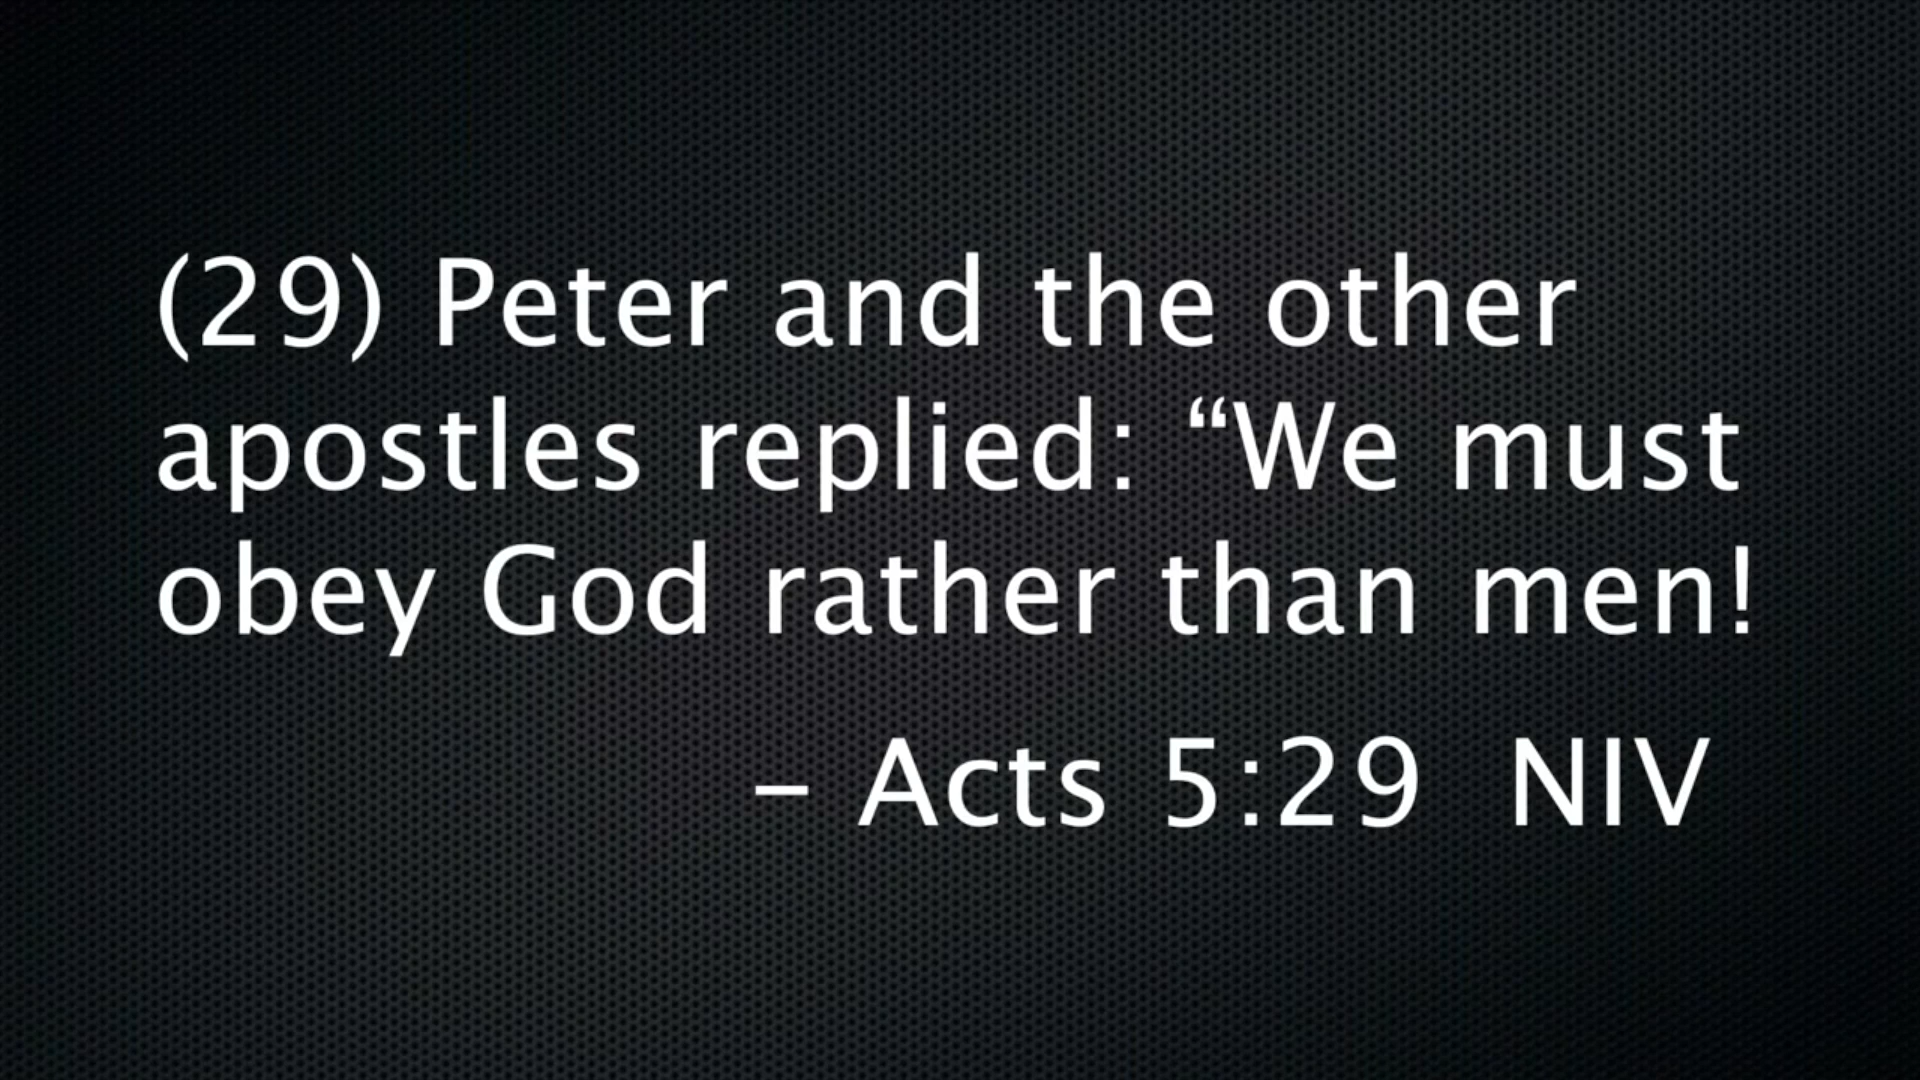 (29) Peter and the other
apostles replied: “We must
obey God rather than men!
– Acts 5:29  NIV